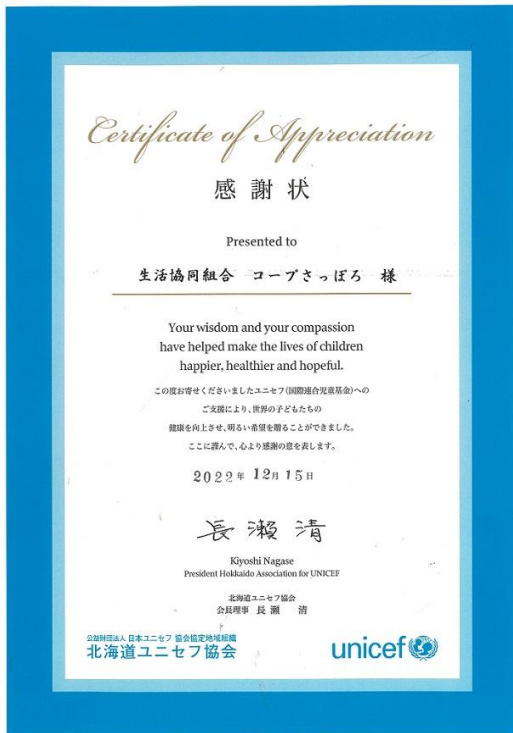 Certificate of Appreciation
感謝状
Presented to
生活協同組合　コープさっぽろ　様
Your wisdom and your compassion
have helped make the lives of children
happier, healthier and hopeful.
この度お寄せくださいましたユニセフ(国際連合児童基金)への
ご支援により、世界の子どもたちの
健康を向上させ、明るい希望を贈ることができました。
ここに謹んで、心より感謝の意を表します。
2022年 12月 15日
長瀬 清
Kiyoshi Nagase
President Hokkaido Association for UNICEF
北海道ユニセフ協会
会長理事　長瀬　清
公益財団法人 日本ユニセフ 協会協定地域組織
北海道ユニセフ協会
unicef